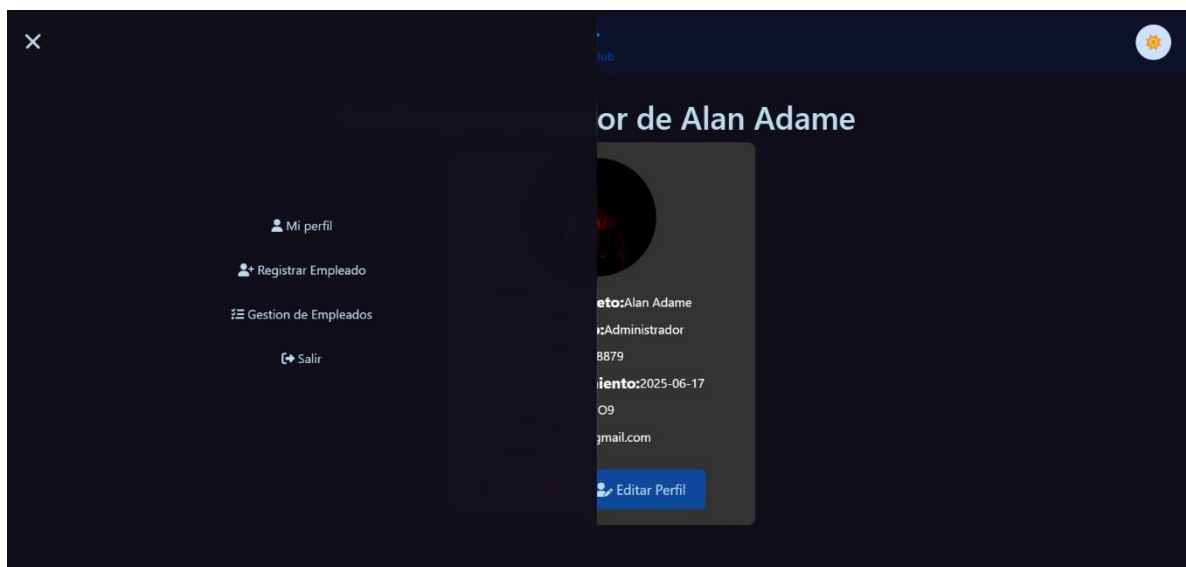 Mi perfil
Registrar Empleado
Gestion de Empleados
Salir
Hub
or de Alan Adame
eto:Alan Adame
o:Administrador
8879
iento:2025-06-17
O9
gmail.com
Editar Perfil